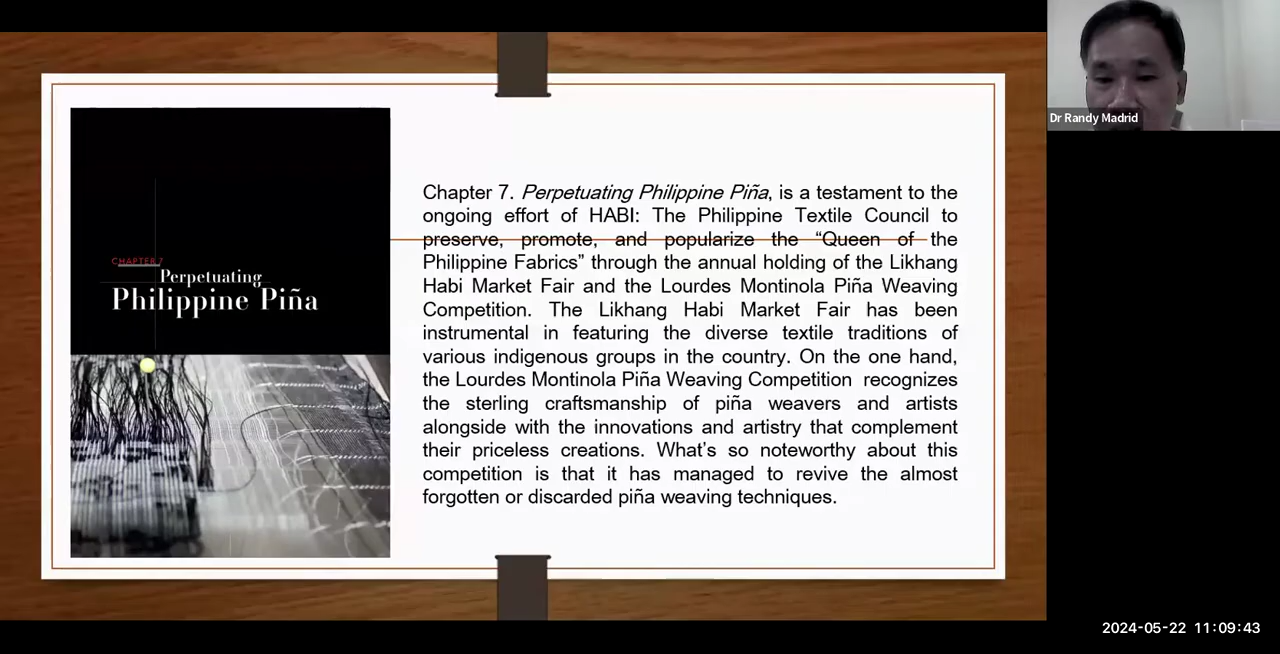 CHAPTER 7
Perpetuating
Philippine Piña
Chapter 7. Perpetuating Philippine Piña, is a testament to the
ongoing effort of HABI: The Philippine Textile Council to
preserve, promote, and popularize the “Queen of the
Philippine Fabrics” through the annual holding of the Likhang
Habi Market Fair and the Lourdes Montinola Piña Weaving
Competition. The Likhang Habi Market Fair has been
instrumental in featuring the diverse textile traditions of
various indigenous groups in the country. On the one hand,
the Lourdes Montinola Piña Weaving Competition recognizes
the sterling craftsmanship of piña weavers and artists
alongside with the innovations and artistry that complement
their priceless creations. What’s so noteworthy about this
competition is that it has managed to revive the almost
forgotten or discarded piña weaving techniques.
Dr Randy Madrid
2024-05-22 11:09:43